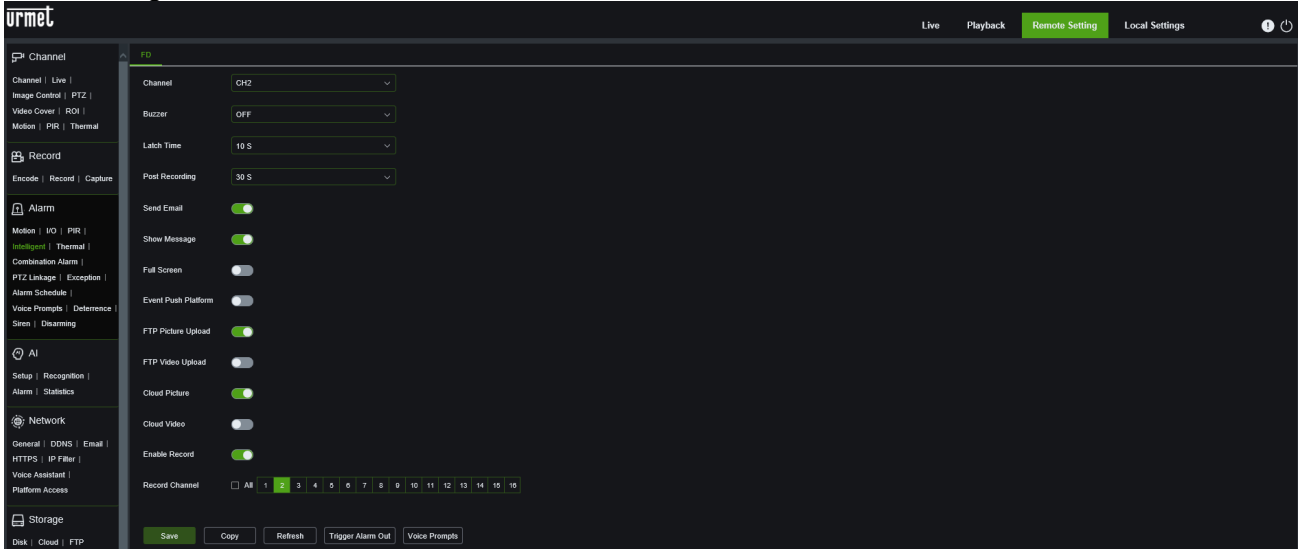 urmet
Live Playback Remote Setting Local Settings
Channel
Channel | Live |
Image Control | PTZ |
Video Cover | ROI |
Motion | PIR | Thermal
Record
Encode | Record | Capture
Alarm
Motion | I/O | PIR |
Intelligent | Thermal |
Combination Alarm |
PTZ Linkage | Exception |
Alarm Schedule |
Voice Prompts | Deterrence |
Siren | Disarming
AI
Setup | Recognition |
Alarm | Statistics
Network
General | DDNS | Email |
HTTPS | IP Filter |
Voice Assistant |
Platform Access
Storage
Disk | Cloud | FTP
FD
Channel CH2
Buzzer OFF
Latch Time 10 S
Post Recording 30 S
Send Email
Show Message
Full Screen
Event Push Platform
FTP Picture Upload
FTP Video Upload
Cloud Picture
Cloud Video
Enable Record
Record Channel All 1 2 3 4 5 6 7 8 9 10 11 12 13 14 15 16
Save Copy Refresh Trigger Alarm Out Voice Prompts